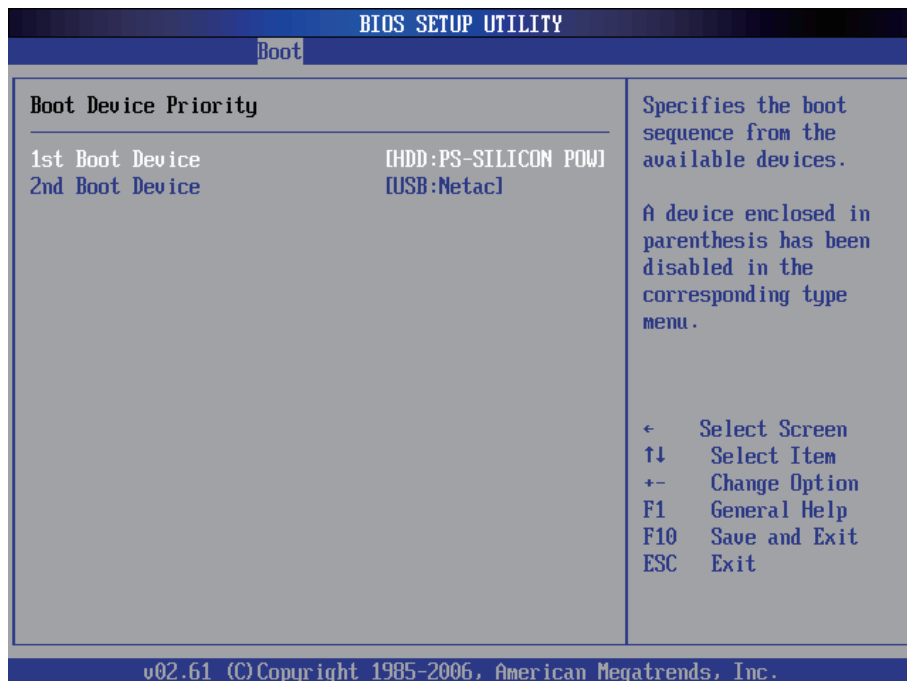 BIOS SETUP UTILITY
Boot
Boot Device Priority
1st Boot Device [HDD:PS-SILICON POW]
2nd Boot Device [USB:Netac]
Specifies the boot
sequence from the
available devices.
A device enclosed in
parenthesis has been
disabled in the
corresponding type
menu.
← Select Screen
↑↓ Select Item
+- Change Option
F1 General Help
F10 Save and Exit
ESC Exit
v02.61 (C)Copyright 1985-2006, American Megatrends, Inc.